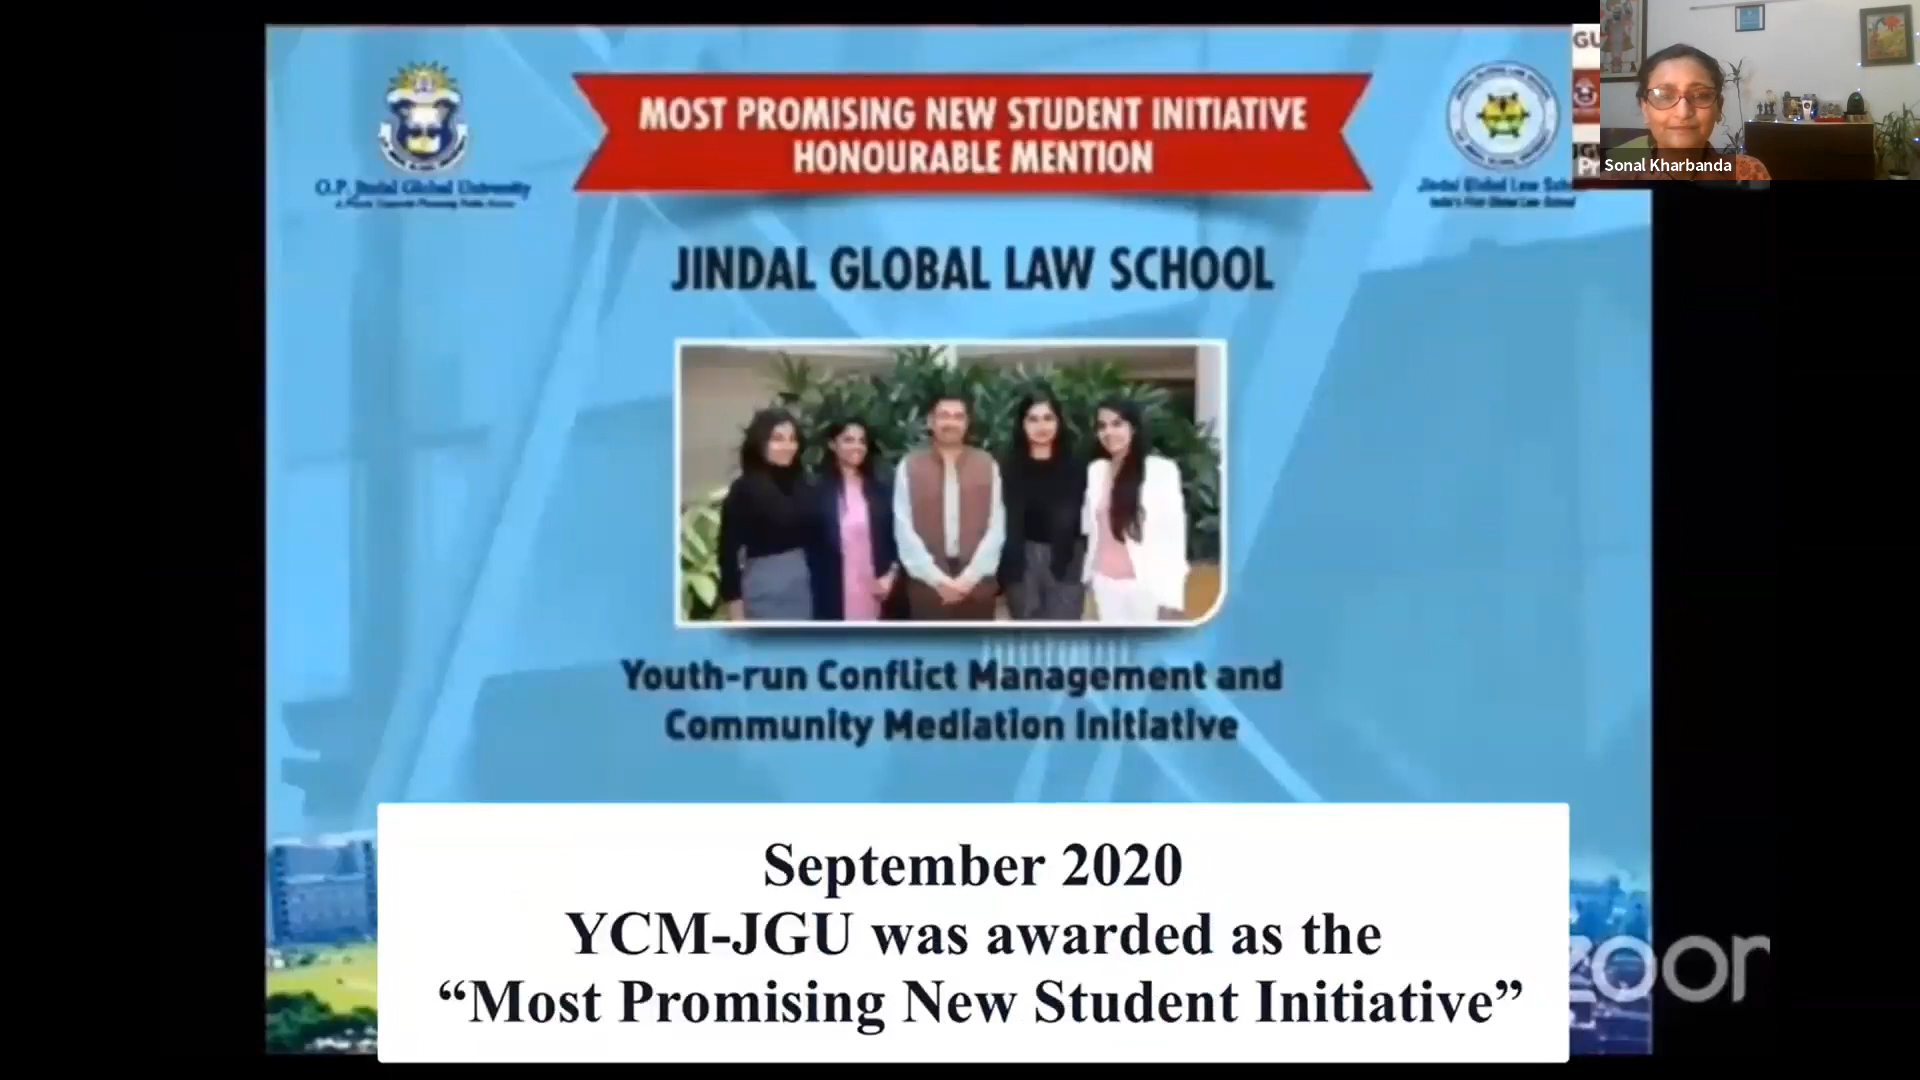 MOST PROMISING NEW STUDENT INITIATIVE
HONOURABLE MENTION
O.P. Jindal Global University
Jindal Global Law
India's First Global Law School
Sonal Kharbanda
JINDAL GLOBAL LAW SCHOOL
Youth-run Conflict Management and
Community Mediation Initiative
September 2020
YCM-JGU was awarded as the
“Most Promising New Student Initiative”
zoom